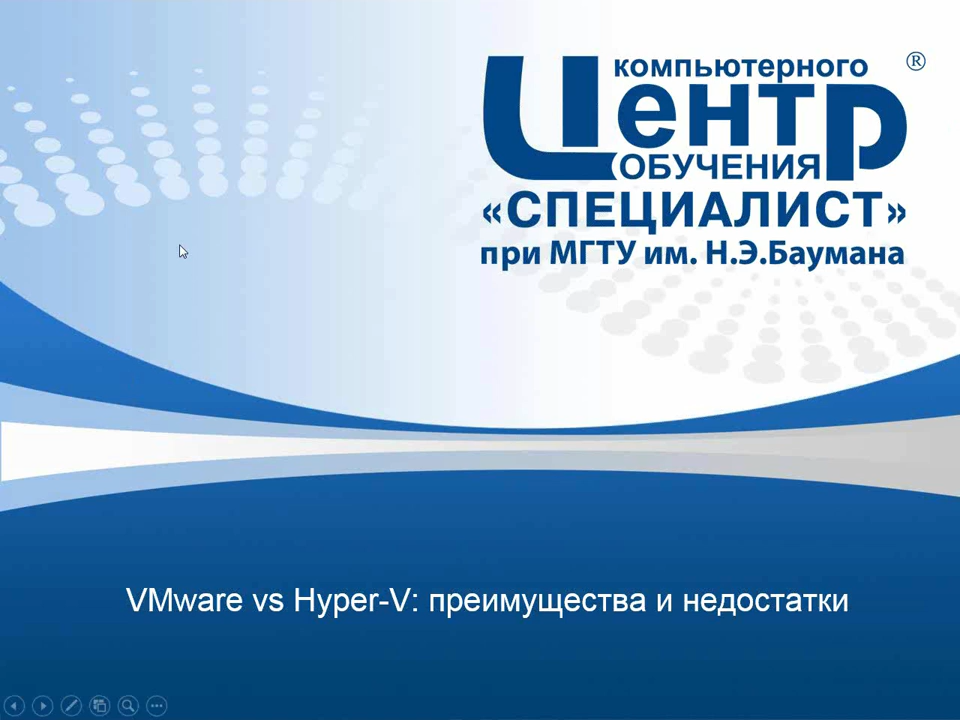 компьютерного ®
Центр
ОБУЧЕНИЯ
«СПЕЦИАЛИСТ»
при МГТУ им. Н.Э.Баумана
VMware vs Hyper-V: преимущества и недостатки